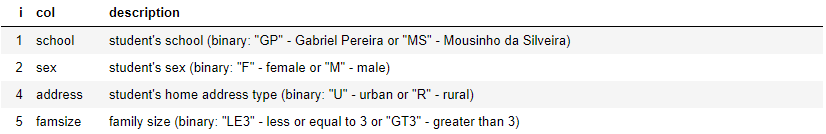 i col description
1 school student's school (binary: "GP" - Gabriel Pereira or "MS" - Mousinho da Silveira)
2 sex student's sex (binary: "F" - female or "M" - male)
4 address student's home address type (binary: "U" - urban or "R" - rural)
5 famsize family size (binary: "LE3" - less or equal to 3 or "GT3" - greater than 3)